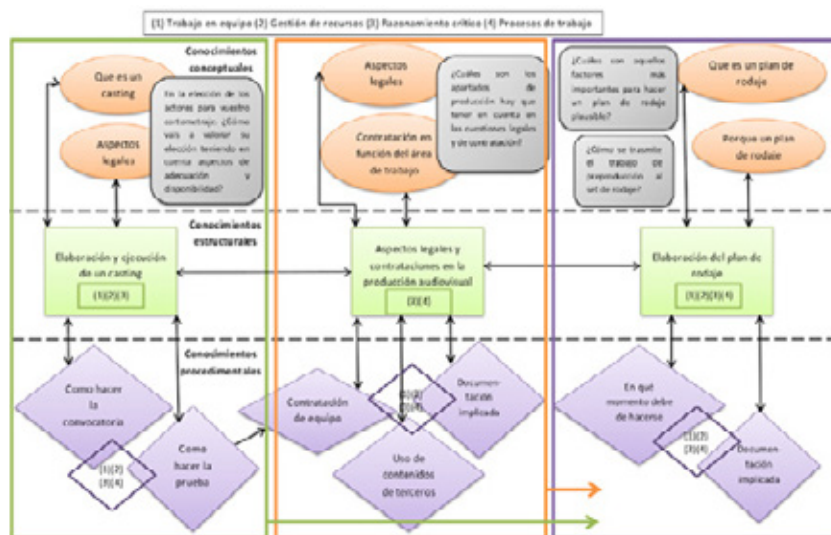 (1) Trabajo en equipo (2) Gestión de recursos (3) Razonamiento crítico (4) Procesos de trabajo
Conocimientos
conceptuales
Que es un
casting
Aspectos
legales
En la elección de los
actores para vuestro
cortometraje. ¿Cómo
vais a valorar su
elección teniendo en
cuenta aspectos de
adecuación y
disponibilidad?
Aspectos
legales
Contratación en
función del área de
trabajo
¿Cuáles son los
apartados de
producción hay que
tener en cuenta
en las cuestiones legales
y de contratación?
¿Cuáles son aquellos
factores más
importantes para hacer
un plan de rodaje
plausible?
¿Cómo se trasmite
el trabajo de
preproducción al
set de rodaje?
Que es un plan de
rodaje
Porque un plan
de rodaje
Conocimientos
estructurales
Elaboración y ejecución
de un casting
(1)(2)(3)
Aspectos legales y
contrataciones en la
producción audiovisual
Elaboración del plan de
rodaje
(1)(2)(3)(4)
Conocimientos
procedimentales
Como hacer
la
convocatoria
(1)(2)
(3)(4)
Como
hacer la
prueba
Contratación
de equipo
(1)(2)
(3)(4)
Documen-
tación
implicada
Uso de
contenidos
de terceros
En qué
momento debe
de hacerse
(1)(2)
(3)(4)
Documen-
tación
implicada